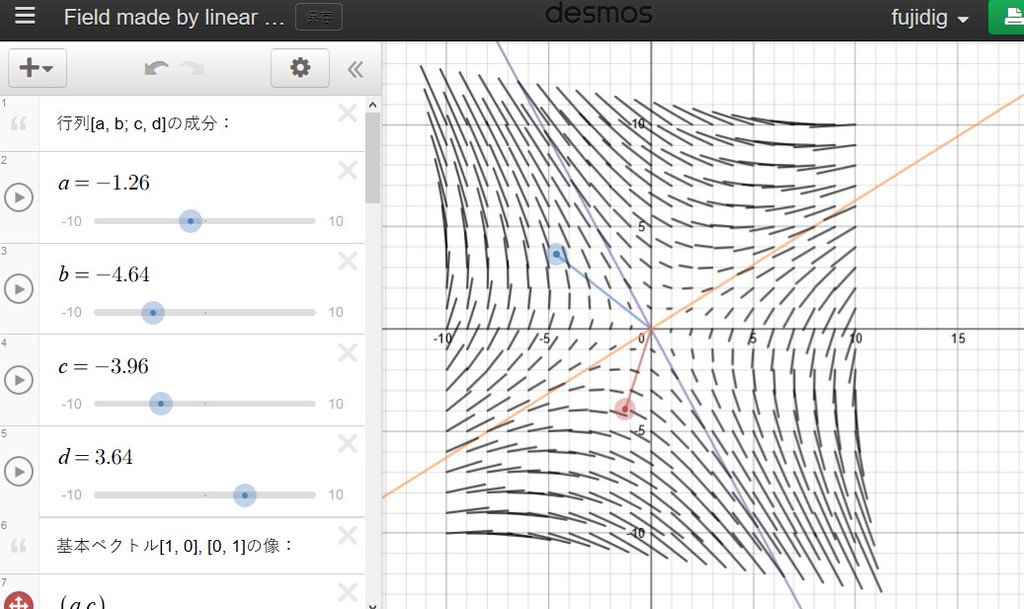 Field made by linear ...
保存
desmos
fujidig
1
行列[a, b; c, d]の成分：
2
a = −1.26
-10 10
3
b = −4.64
-10 10
4
c = −3.96
-10 10
5
d = 3.64
-10 10
6
基本ベクトル[1, 0], [0, 1]の像：
7
(a,c)
10
5
-10 -5 0 5 10 15
-5
-10